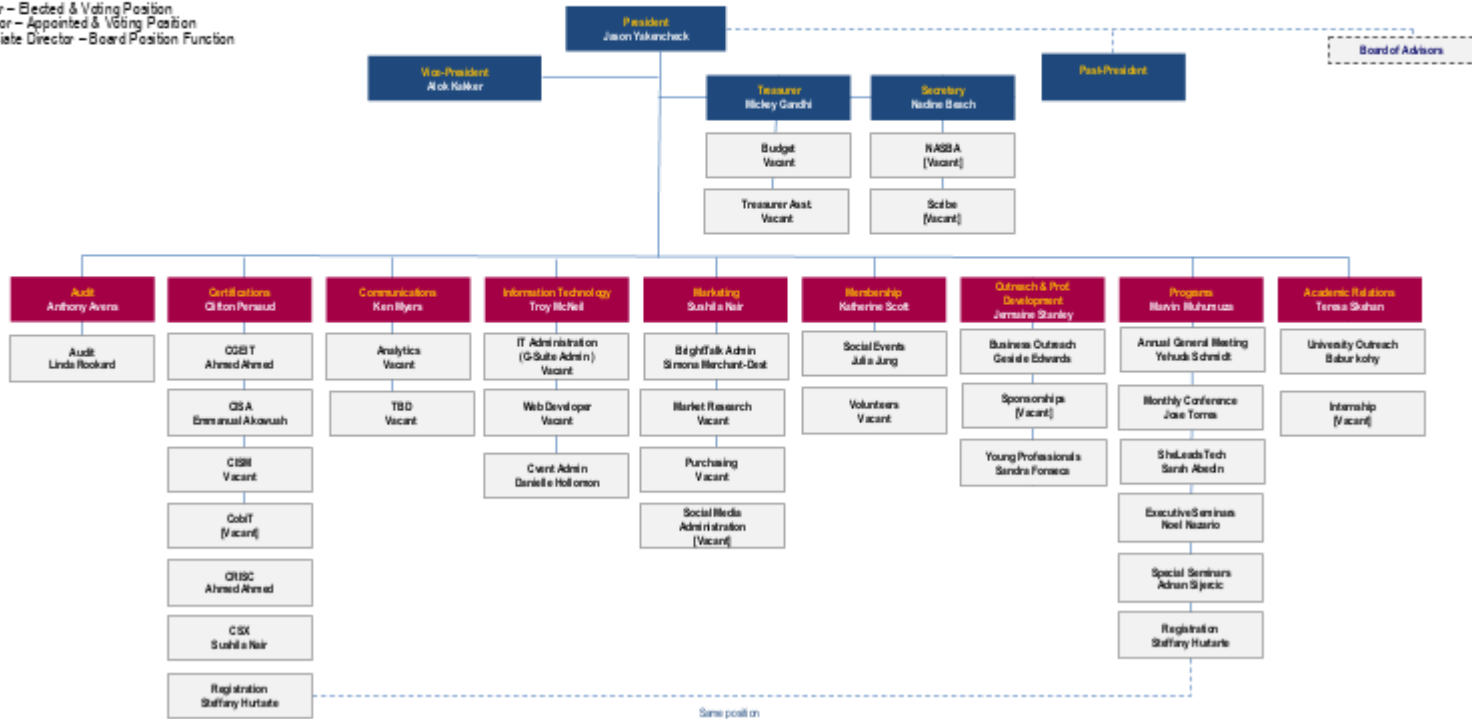 r – Elected & Voting Position
or – Appointed & Voting Position
iate Director – Board Position Function
President
Jason Yakencheck
Board of Advisors
Vice-President
Alok Kakker
Past-President
Treasurer
Mickey Gandhi
Secretary
Nadine Beach
Budget
Vacant
NASBA
[Vacant]
Treasurer Asst.
Vacant
Scribe
[Vacant]
Audit
Anthony Avens
Certifications
Clifton Persaud
Communications
Ken Myers
Information Technology
Troy McNeil
Marketing
Sushila Nair
Membership
Katherine Scott
Outreach & Prof.
Development
Jermaine Stanley
Programs
Marvin Muhumuza
Academic Relations
Teresa Skehan
Audit
Linda Rookard
CGEIT
Ahmed Ahmed
CISA
Emmanual Akowuah
CISM
Vacant
CobiT
[Vacant]
CRISC
Ahmed Ahmed
CSX
Sushila Nair
Registration
Steffany Hurtarte
Analytics
Vacant
TBD
Vacant
IT Administration
(G-Suite Admin)
Vacant
Web Developer
Vacant
Cvent Admin
Danielle Hollomon
BrightTalk Admin
Simona Merchant-Dest
Market Research
Vacant
Purchasing
Vacant
Social Media
Administration
[Vacant]
Social Events
Julia Jung
Volunteers
Vacant
Business Outreach
Gesiele Edwards
Sponsorships
[Vacant]
Young Professionals
Sandra Fonseca
Annual General Meeting
Yehuda Schmidt
Monthly Conference
Jose Torres
SheLeadsTech
Sarah Abedin
Executive Seminars
Noel Nazario
Special Seminars
Adnan Sijercic
Registration
Steffany Hurtarte
University Outreach
Babur kohy
Internship
[Vacant]
Same position